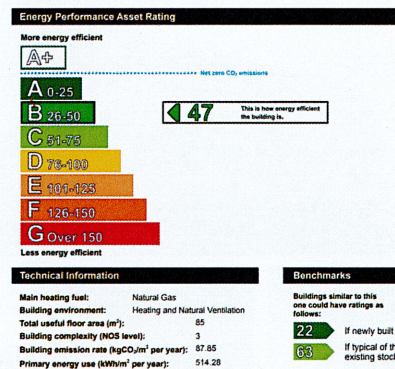 Energy Performance Asset Rating
More energy efficient
A+
Net zero CO₂ emissions
A 0-25
B 26-50
47 This is how energy efficient
the building is.
C 51-75
D 76-100
E 101-125
F 126-150
G Over 150
Less energy efficient
Technical Information
Main heating fuel: Natural Gas
Building environment: Heating and Natural Ventilation
Total useful floor area (m²): 85
Building complexity (NOS level): 3
Building emission rate (kgCO₂/m² per year): 87.85
Primary energy use (kWh/m² per year): 514.28
Benchmarks
Buildings similar to this
one could have ratings as
follows:
22 If newly built
63 If typical of th
existing stock